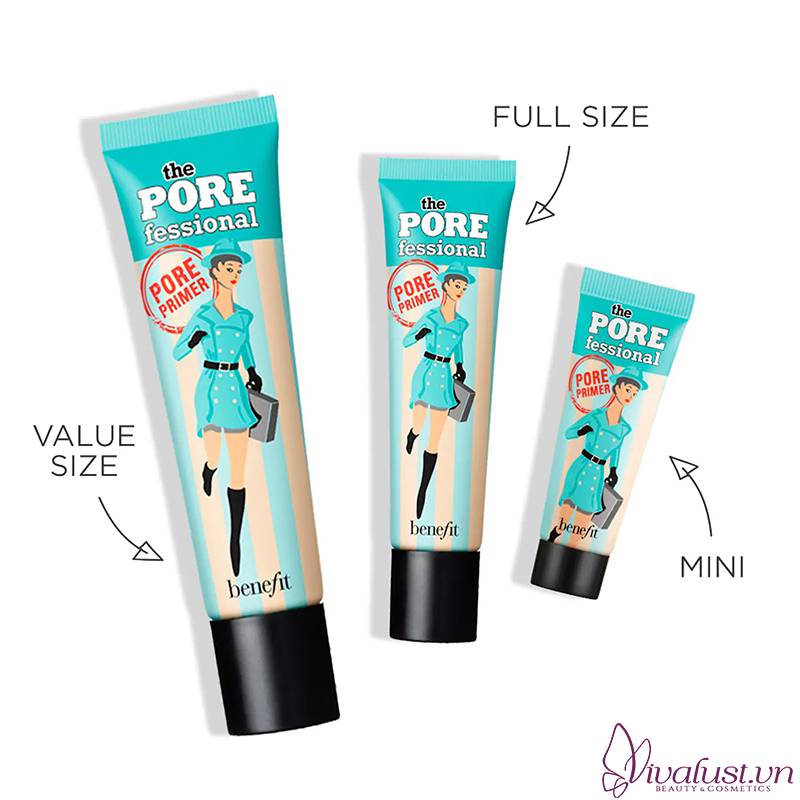 FULL SIZE
the
PORE
fessional
PORE
PRIMER
benefit
VALUE
SIZE
the
PORE
fessional
PORE
PRIMER
benefit
the
PORE
fessional
PORE
PRIMER
benefit
MINI
Vivalust.vn
BEAUTY & COSMETICS